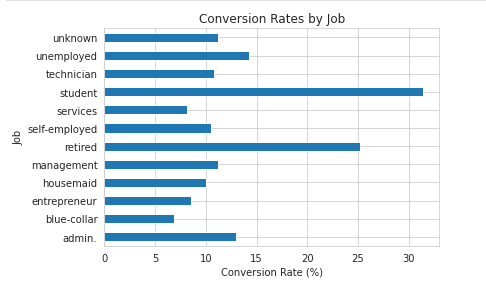 Conversion Rates by Job
unknown
unemployed
technician
student
services
self-employed
retired
management
housemaid
entrepreneur
blue-collar
admin.
Job
0 5 10 15 20 25 30
Conversion Rate (%)